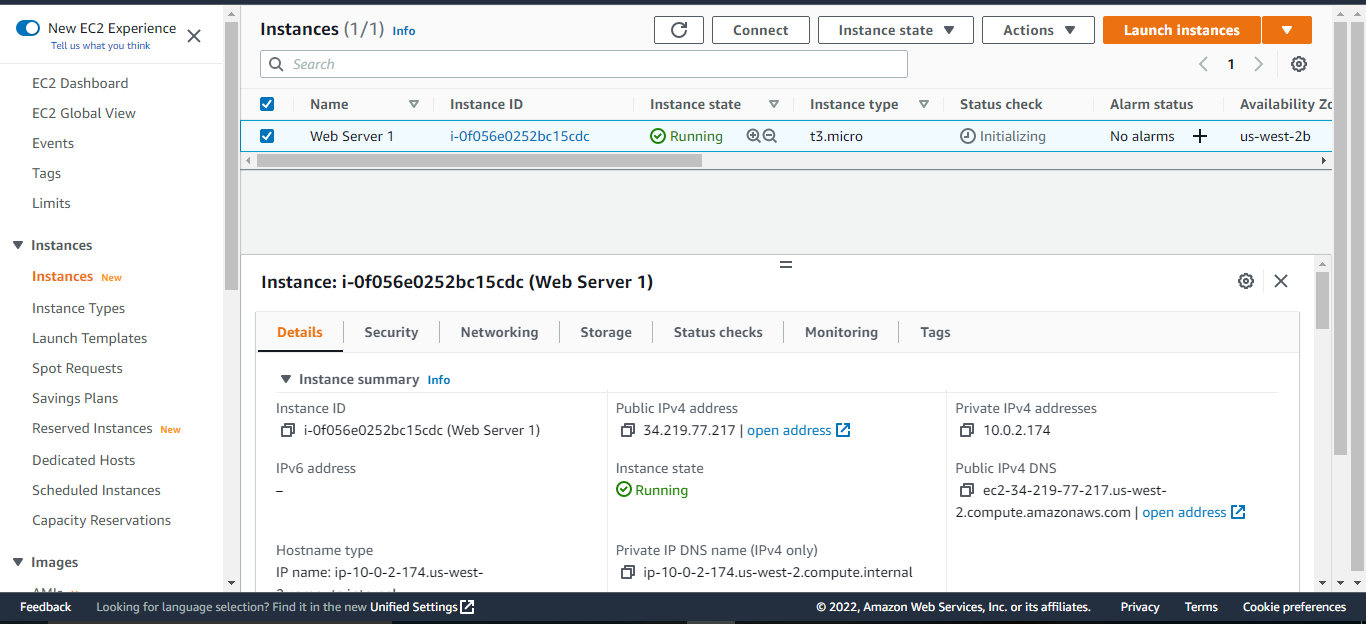 New EC2 Experience
Tell us what you think
EC2 Dashboard
EC2 Global View
Events
Tags
Limits
Instances
Instances New
Instance Types
Launch Templates
Spot Requests
Savings Plans
Reserved Instances New
Dedicated Hosts
Scheduled Instances
Capacity Reservations
Images
Instances (1/1) Info
Connect
Instance state
Actions
Launch instances
Search
1
Name Instance ID Instance state Instance type Status check Alarm status Availability Zo
Web Server 1 i-0f056e0252bc15cdc Running t3.micro Initializing No alarms + us-west-2b
Instance: i-0f056e0252bc15cdc (Web Server 1)
Details Security Networking Storage Status checks Monitoring Tags
Instance summary Info
Instance ID
i-0f056e0252bc15cdc (Web Server 1)
Public IPv4 address
34.219.77.217 | open address
Private IPv4 addresses
10.0.2.174
IPv6 address
–
Instance state
Running
Public IPv4 DNS
ec2-34-219-77-217.us-west-
2.compute.amazonaws.com | open address
Hostname type
IP name: ip-10-0-2-174.us-west-
Private IP DNS name (IPv4 only)
ip-10-0-2-174.us-west-2.compute.internal
Feedback Looking for language selection? Find it in the new Unified Settings © 2022, Amazon Web Services, Inc. or its affiliates. Privacy Terms Cookie preferences